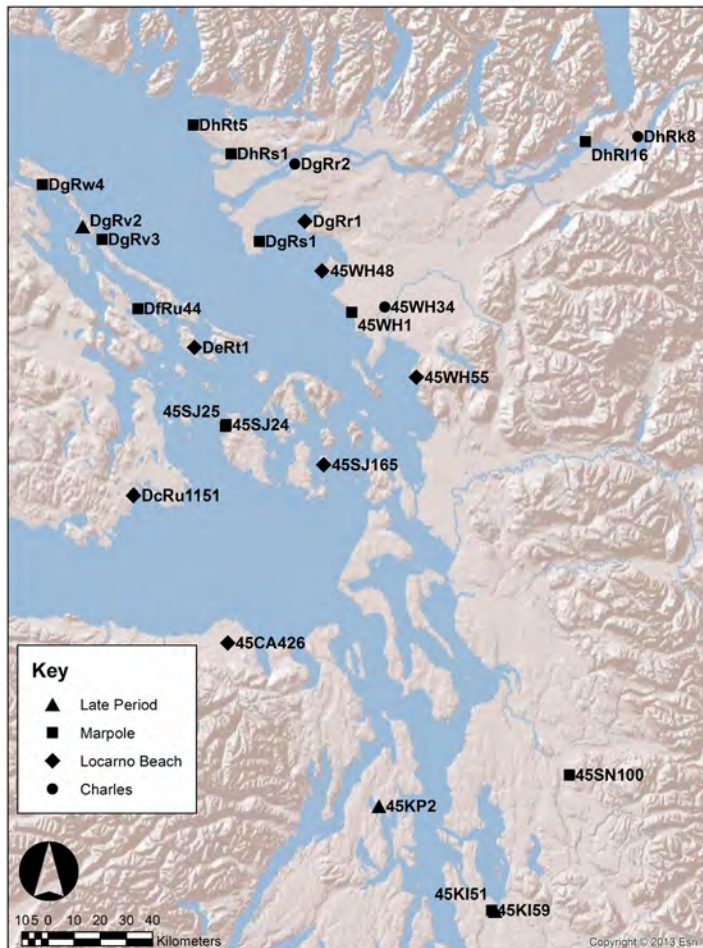 DhRt5
DhRk8
DhRl16
DhRs1
DgRr2
DgRw4
DgRv2
DgRr1
DgRv3
DgRs1
45WH48
DfRu44
45WH34
45WH1
DeRt1
45WH55
45SJ25
45SJ24
45SJ165
DcRu1151
45CA426
Key
Late Period
Marpole
Locarno Beach
Charles
45SN100
45KP2
45KI51
45KI59
10 5 0 10 20 30 40
Kilometers
Copyright © 2013 Esri